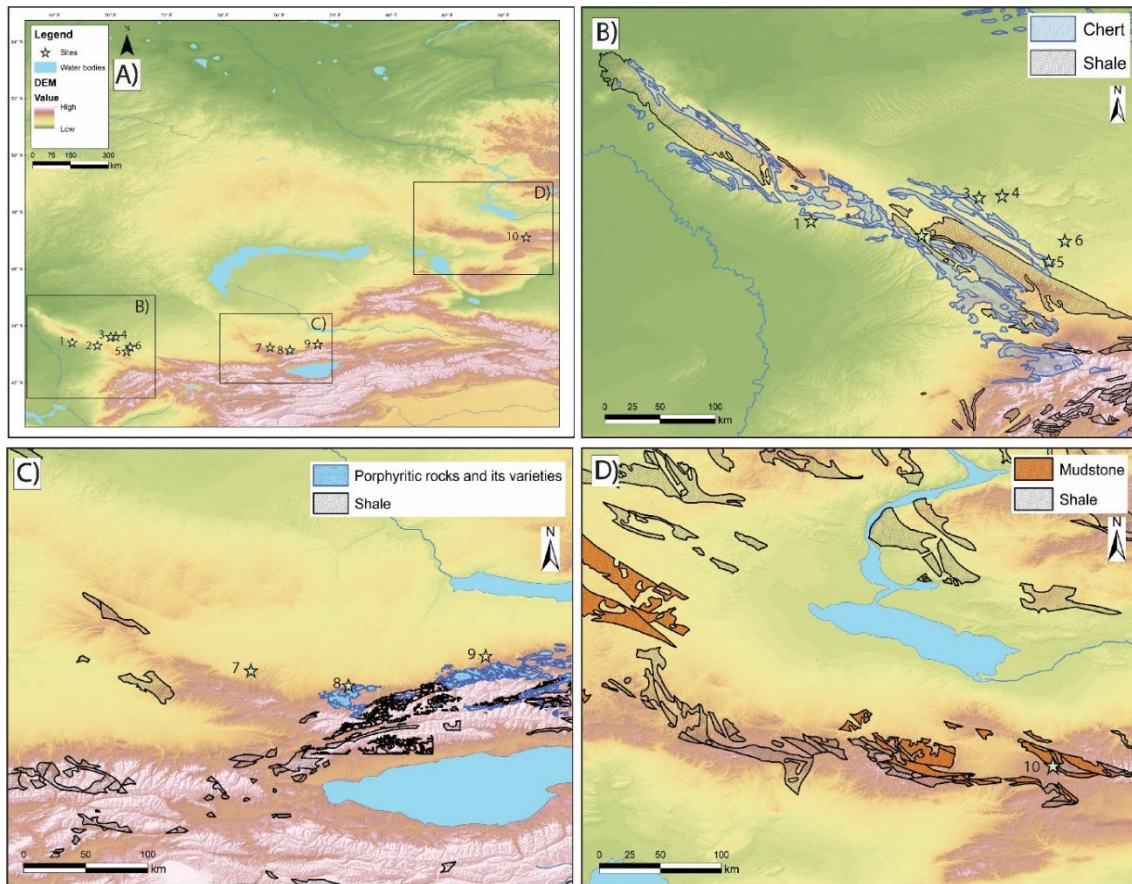 A)
Legend
Sites
Water bodies
DEM
Value
High
Low
0 75 150 300
km
N
B)
1
2
3
4
5
6
C)
7
8
9
D)
10
B)
Chert
Shale
N
1
2
3
4
5
6
0 25 50 100
km
C)
Porphyritic rocks and its varieties
Shale
N
7
8
9
0 25 50 100
km
D)
Mudstone
Shale
N
10
0 25 50 100
km